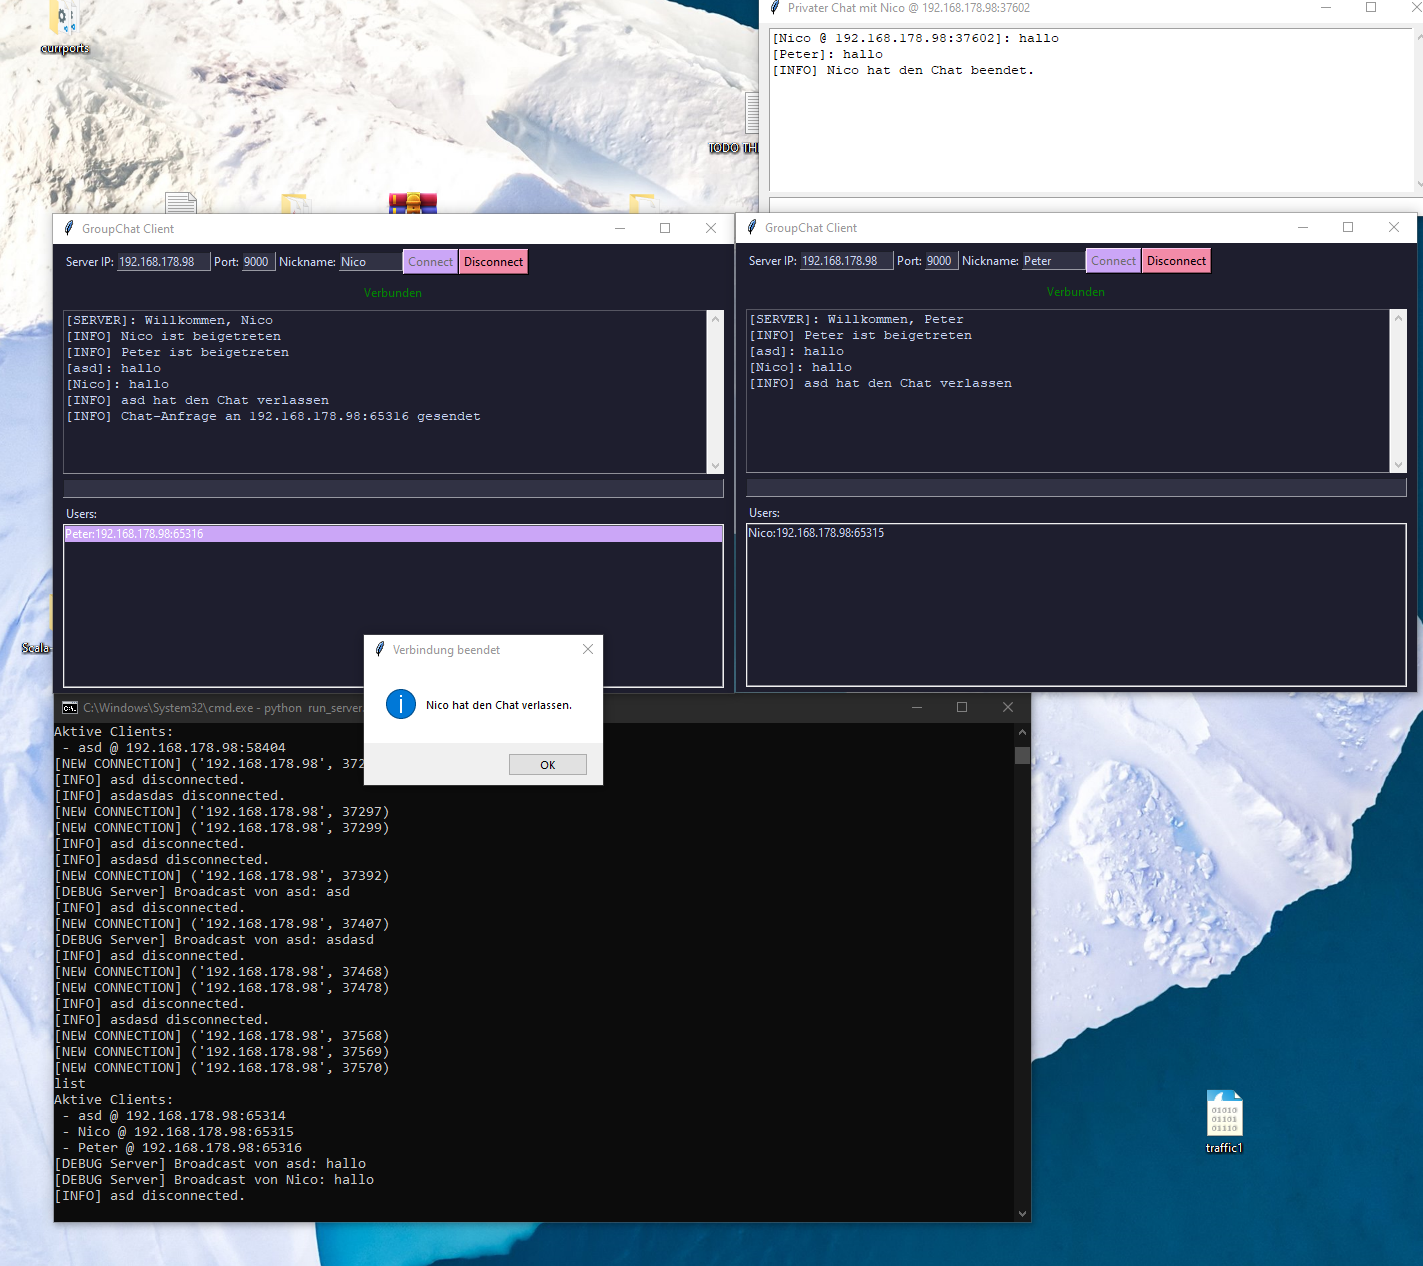 currports
Privater Chat mit Nico @ 192.168.178.98:37602
[Nico @ 192.168.178.98:37602]: hallo
[Peter]: hallo
[INFO] Nico hat den Chat beendet.
TODO
GroupChat Client
Server IP: 192.168.178.98 Port: 9000 Nickname: Nico Connect Disconnect
Verbunden
[SERVER]: Willkommen, Nico
[INFO] Nico ist beigetreten
[INFO] Peter ist beigetreten
[asd]: hallo
[Nico]: hallo
[INFO] asd hat den Chat verlassen
[INFO] Chat-Anfrage an 192.168.178.98:65316 gesendet
Users:
Peter:192.168.178.98:65316
GroupChat Client
Server IP: 192.168.178.98 Port: 9000 Nickname: Peter Connect Disconnect
Verbunden
[SERVER]: Willkommen, Peter
[INFO] Peter ist beigetreten
[asd]: hallo
[Nico]: hallo
[INFO] asd hat den Chat verlassen
Users:
Nico:192.168.178.98:65315
Scala-
Verbindung beendet
Nico hat den Chat verlassen.
OK
C:\Windows\System32\cmd.exe - python run_server.
Aktive Clients:
- asd @ 192.168.178.98:58404
[NEW CONNECTION] ('192.168.178.98', 372
[INFO] asd disconnected.
[INFO] asdasdas disconnected.
[NEW CONNECTION] ('192.168.178.98', 37297)
[NEW CONNECTION] ('192.168.178.98', 37299)
[INFO] asd disconnected.
[INFO] asdasd disconnected.
[NEW CONNECTION] ('192.168.178.98', 37392)
[DEBUG Server] Broadcast von asd: asd
[INFO] asd disconnected.
[NEW CONNECTION] ('192.168.178.98', 37407)
[DEBUG Server] Broadcast von asd: asdasd
[INFO] asd disconnected.
[NEW CONNECTION] ('192.168.178.98', 37468)
[NEW CONNECTION] ('192.168.178.98', 37478)
[INFO] asd disconnected.
[INFO] asdasd disconnected.
[NEW CONNECTION] ('192.168.178.98', 37568)
[NEW CONNECTION] ('192.168.178.98', 37569)
[NEW CONNECTION] ('192.168.178.98', 37570)
list
Aktive Clients:
- asd @ 192.168.178.98:65314
- Nico @ 192.168.178.98:65315
- Peter @ 192.168.178.98:65316
[DEBUG Server] Broadcast von asd: hallo
[DEBUG Server] Broadcast von Nico: hallo
[INFO] asd disconnected.
01010
01101
01110
traffic1